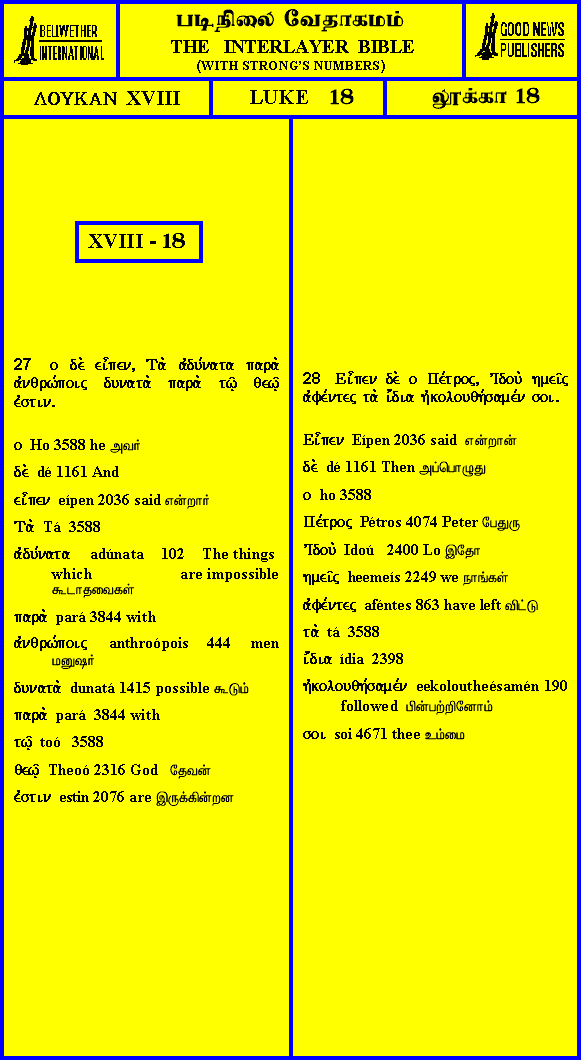 BELLWETHER
INTERNATIONAL
படிநிலை வேதாகமம்
THE INTERLAYER BIBLE
(WITH STRONG'S NUMBERS)
GOOD NEWS
PUBLISHERS
ΛΟΥΚΑΝ XVIII
LUKE 18
லூக்கா 18
XVIII - 18
27 ο δὲ εἶπεν, Τὰ ἀδύνατα παρὰ
ἀνθρώποις δυνατὰ παρὰ τῷ θεῷ
ἐστιν.
ο Ho 3588 he அவர்
δὲ dé 1161 And
εἶπεν eípen 2036 said என்றார்
Τὰ Tá 3588
ἀδύνατα adúnata 102 The things
which are impossible
கூடாதவைகள்
παρὰ pará 3844 with
ἀνθρώποις anthroópois 444 men
மனுஷர்
δυνατὰ dunatá 1415 possible கூடும்
παρὰ pará 3844 with
τῷ toó 3588
θεῷ Theoó 2316 God தேவன்
ἐστιν estin 2076 are இருக்கின்றன
28 Εἶπεν δὲ ο Πέτρος, Ἰδοὺ ημεῖς
ἀφέντες τὰ ἴδια ἠκολουθήσαμέν σοι.
Εἶπεν Eípen 2036 said என்றான்
δὲ dé 1161 Then அப்பொழுது
ο ho 3588
Πέτρος Pétros 4074 Peter பேதுரு
Ἰδοὺ Idoú 2400 Lo இதோ
ημεῖς heemeís 2249 we நாங்கள்
ἀφέντες aféntes 863 have left விட்டு
τὰ tá 3588
ἴδια ídia 2398
ἠκολουθήσαμέν eekoloutheésamén 190
followed பின்பற்றினோம்
σοι soi 4671 thee உம்மை